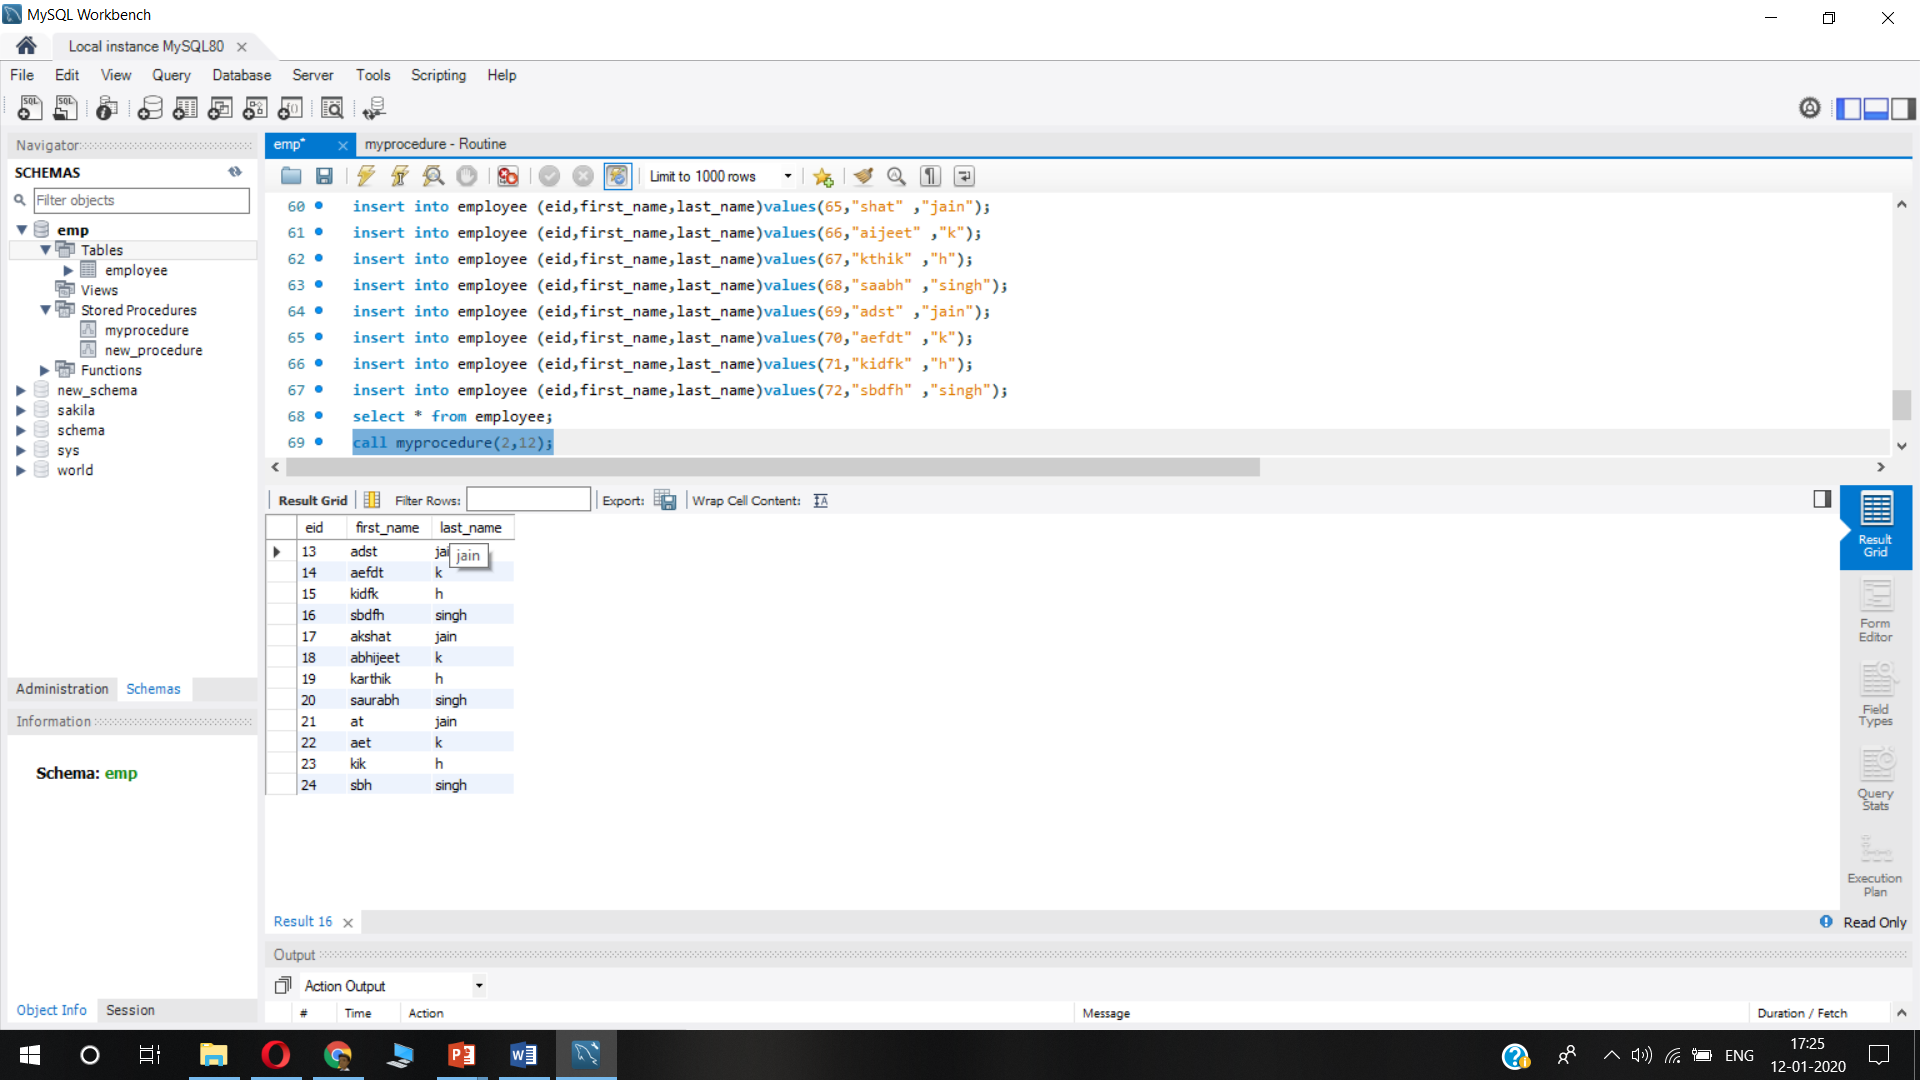 MySQL Workbench
Local instance MySQL80
File Edit View Query Database Server Tools Scripting Help
Navigator
SCHEMAS
Filter objects
emp
Tables
employee
Views
Stored Procedures
myprocedure
new_procedure
Functions
new_schema
sakila
schema
sys
world
Administration Schemas
Information
Schema: emp
Object Info Session
emp* myprocedure - Routine
Limit to 1000 rows
60 insert into employee (eid,first_name,last_name)values(65,"shat" ,"jain");
61 insert into employee (eid,first_name,last_name)values(66,"aijeet" ,"k");
62 insert into employee (eid,first_name,last_name)values(67,"kthik" ,"h");
63 insert into employee (eid,first_name,last_name)values(68,"saabh" ,"singh");
64 insert into employee (eid,first_name,last_name)values(69,"adst" ,"jain");
65 insert into employee (eid,first_name,last_name)values(70,"aefdt" ,"k");
66 insert into employee (eid,first_name,last_name)values(71,"kidfk" ,"h");
67 insert into employee (eid,first_name,last_name)values(72,"sbdfh" ,"singh");
68 select * from employee;
69 call myprocedure(2,12);
Result Grid Filter Rows: Export: Wrap Cell Content:
eid first_name last_name
13 adst jain
14 aefdt k
15 kidfk h
16 sbdfh singh
17 akshat jain
18 abhijeet k
19 karthik h
20 saurabh singh
21 at jain
22 aet k
23 kik h
24 sbh singh
Result
Grid
Form
Editor
Field
Types
Query
Stats
Execution
Plan
Result 16 Read Only
Output
Action Output
# Time Action Message Duration / Fetch
ENG
17:25
12-01-2020